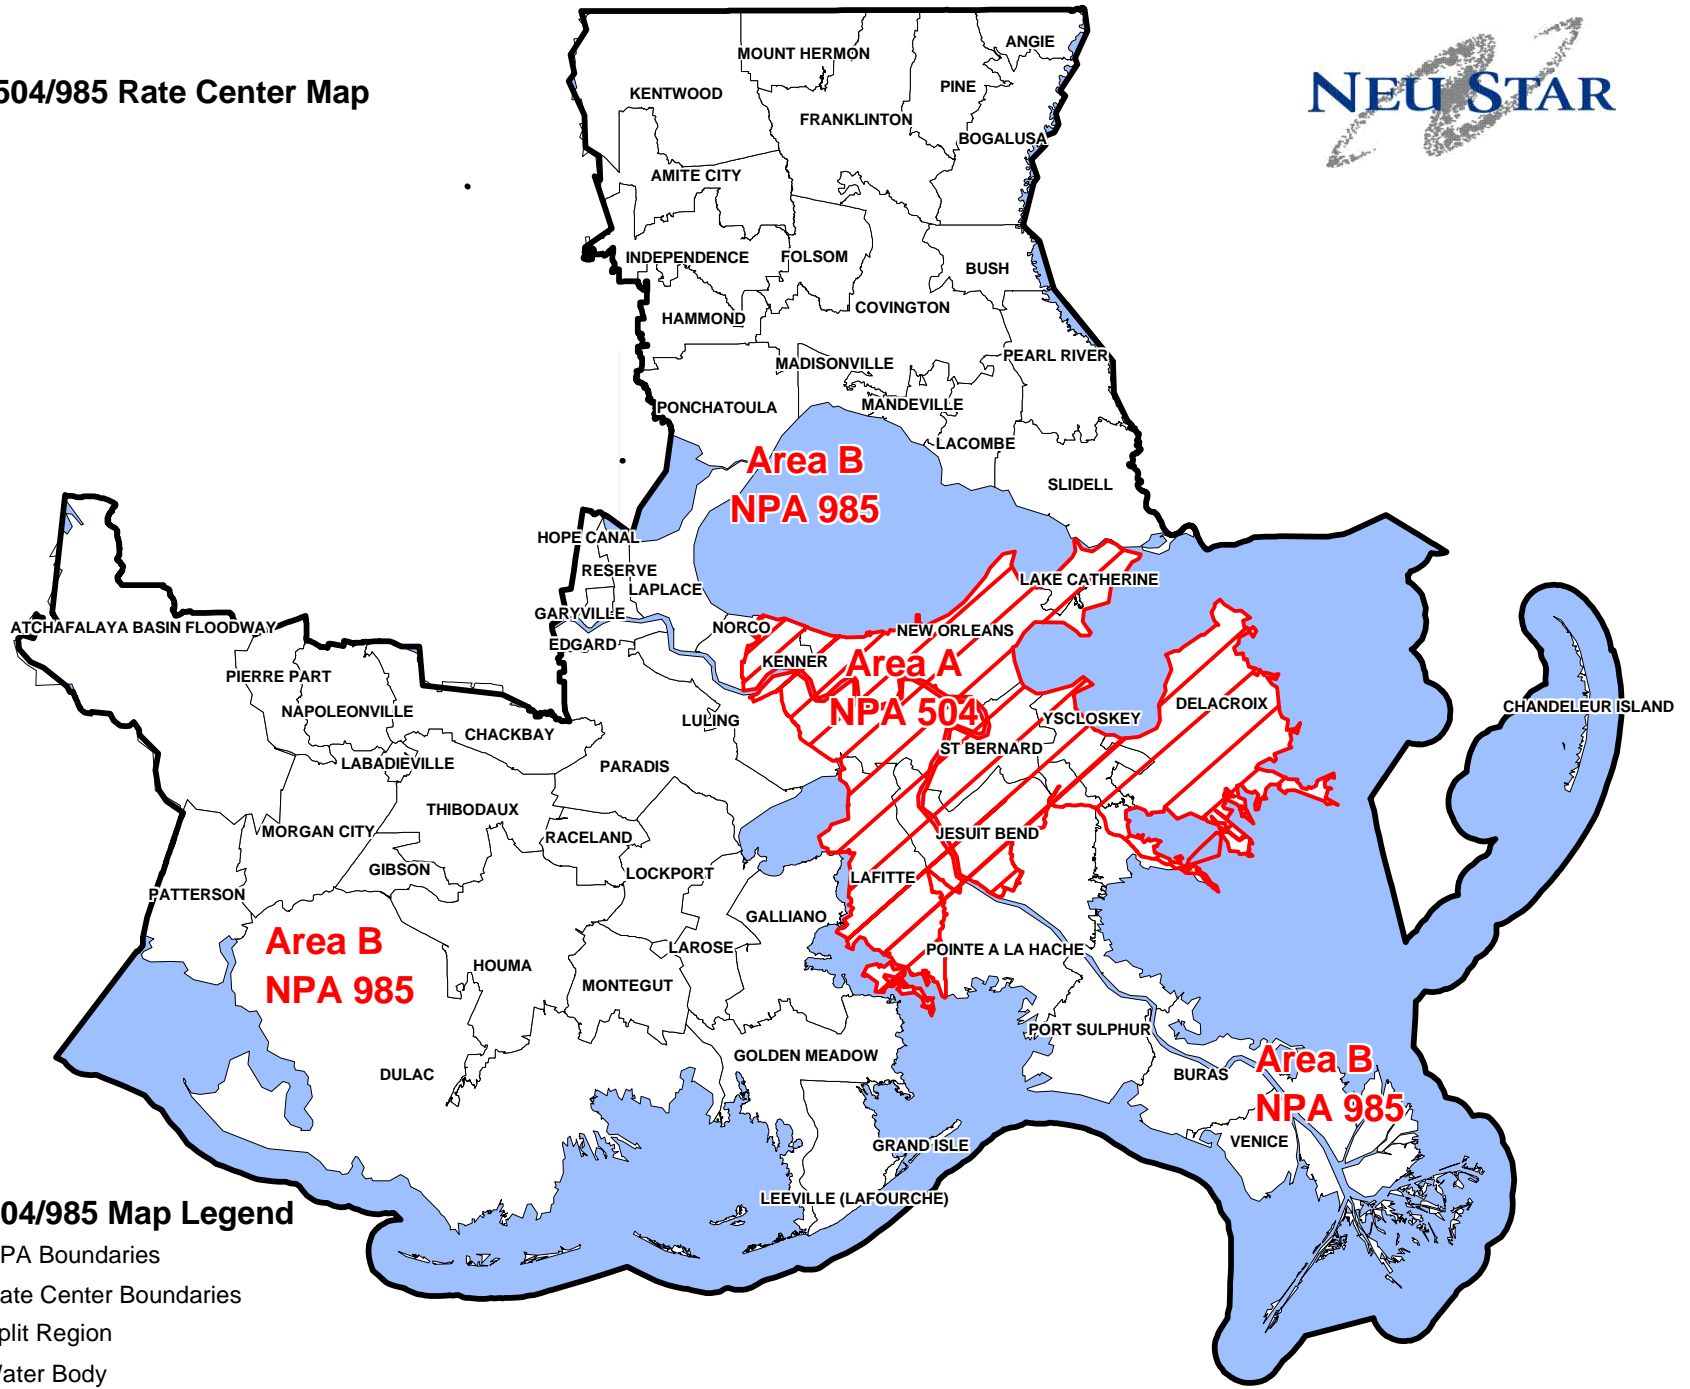 504/985 Rate Center Map
NEUSTAR
ANGIE
MOUNT HERMON
KENTWOOD
PINE
FRANKLINTON
BOGALUSA
AMITE CITY
INDEPENDENCE
FOLSOM
BUSH
COVINGTON
HAMMOND
PEARL RIVER
MADISONVILLE
MANDEVILLE
PONCHATOULA
LACOMBE
Area B
NPA 985
SLIDELL
HOPE CANAL
RESERVE
LAPLACE
LAKE CATHERINE
GARYVILLE
ATCHAFALAYA BASIN FLOODWAY
NORCO
NEW ORLEANS
EDGARD
KENNER
Area A
NPA 504
PIERRE PART
NAPOLEONVILLE
LULING
YSCLOSKEY
DELACROIX
CHANDELEUR ISLAND
CHACKBAY
ST BERNARD
LABADIEVILLE
PARADIS
THIBODAUX
MORGAN CITY
RACELAND
JESUIT BEND
GIBSON
LOCKPORT
LAFITTE
PATTERSON
GALLIANO
Area B
NPA 985
LAROSE
POINTE A LA HACHE
HOUMA
MONTEGUT
PORT SULPHUR
GOLDEN MEADOW
DULAC
BURAS
Area B
NPA 985
VENICE
GRAND ISLE
LEEVILLE (LAFOURCHE)
04/985 Map Legend
PA Boundaries
ate Center Boundaries
plit Region
Water Body